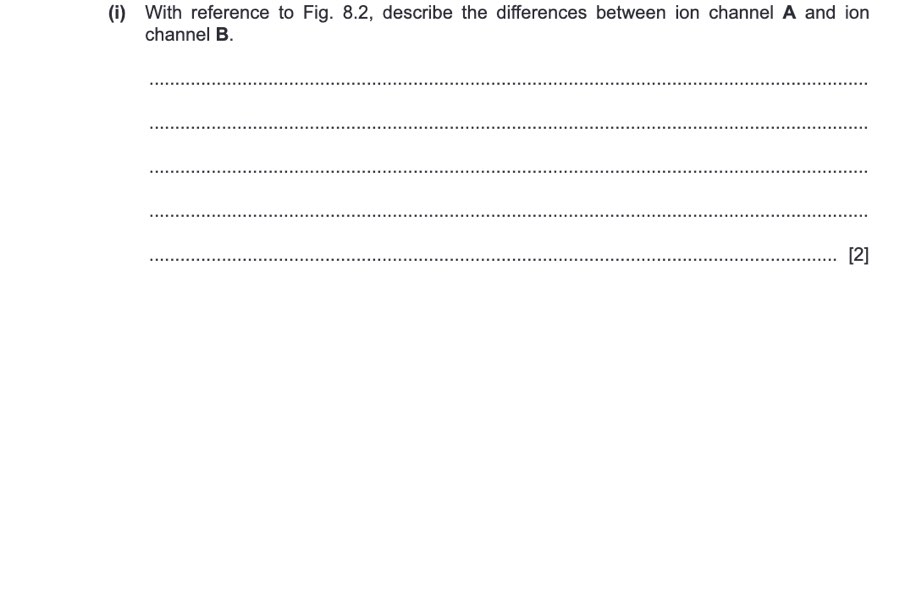 (i) With reference to Fig. 8.2, describe the differences between ion channel A and ion
channel B.
..........................................................................................
..........................................................................................
..........................................................................................
..........................................................................................
.......................................................................................... [2]